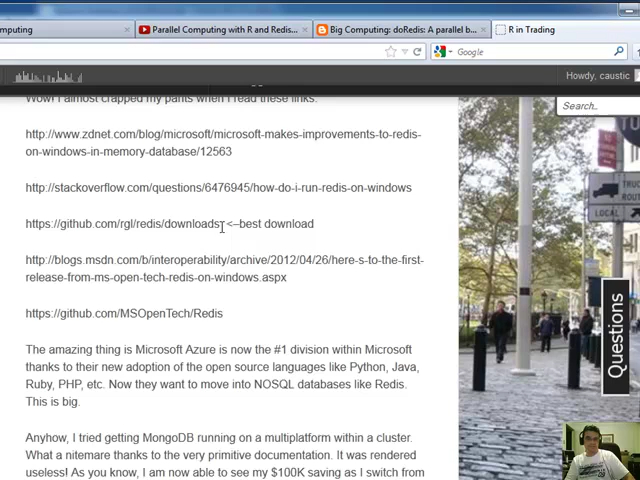 omputing
Parallel Computing with R and Redis...
Big Computing: doRedis: A parallel b...
R in Trading
Google
Howdy, caustic
Wow! I almost crapped my pants when I read these links.
Search..
http://www.zdnet.com/blog/microsoft/microsoft-makes-improvements-to-redis-
on-windows-in-memory-database/12563
http://stackoverflow.com/questions/6476945/how-do-i-run-redis-on-windows
https://github.com/rgl/redis/downloads <–best download
http://blogs.msdn.com/b/interoperability/archive/2012/04/26/here-s-to-the-first-
release-from-ms-open-tech-redis-on-windows.aspx
https://github.com/MSOpenTech/Redis
The amazing thing is Microsoft Azure is now the #1 division within Microsoft
thanks to their new adoption of the open source languages like Python, Java,
Ruby, PHP, etc. Now they want to move into NOSQL databases like Redis.
This is big.
Anyhow, I tried getting MongoDB running on a multiplatform within a cluster.
What a nitemare thanks to the very primitive documentation. It was rendered
useless! As you know, I am now able to see my $100K saving as I switch from
TRUCK
LOCAL
Questions